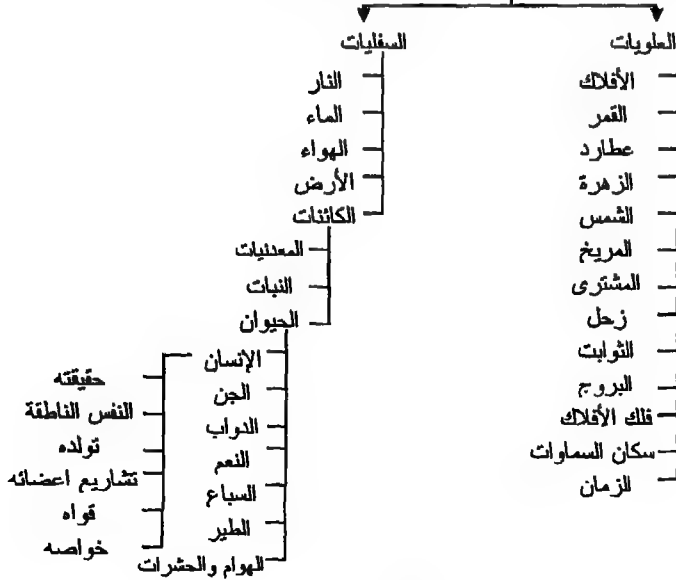 العلويات
الأفلاك
القمر
عطارد
الزهرة
الشمس
المريخ
المشترى
زحل
الثوابت
البروج
فلك الأفلاك
سكان السماوات
الزمان
السفليات
النار
الماء
الهواء
الأرض
الكائنات
المعدنيات
النبات
الحيوان
الإنسان
الجن
الدواب
النعم
السباع
الطير
الهوام والحشرات
حقيقته
النفس الناطقة
تولده
تشاريع اعضائه
قواه
خواصه